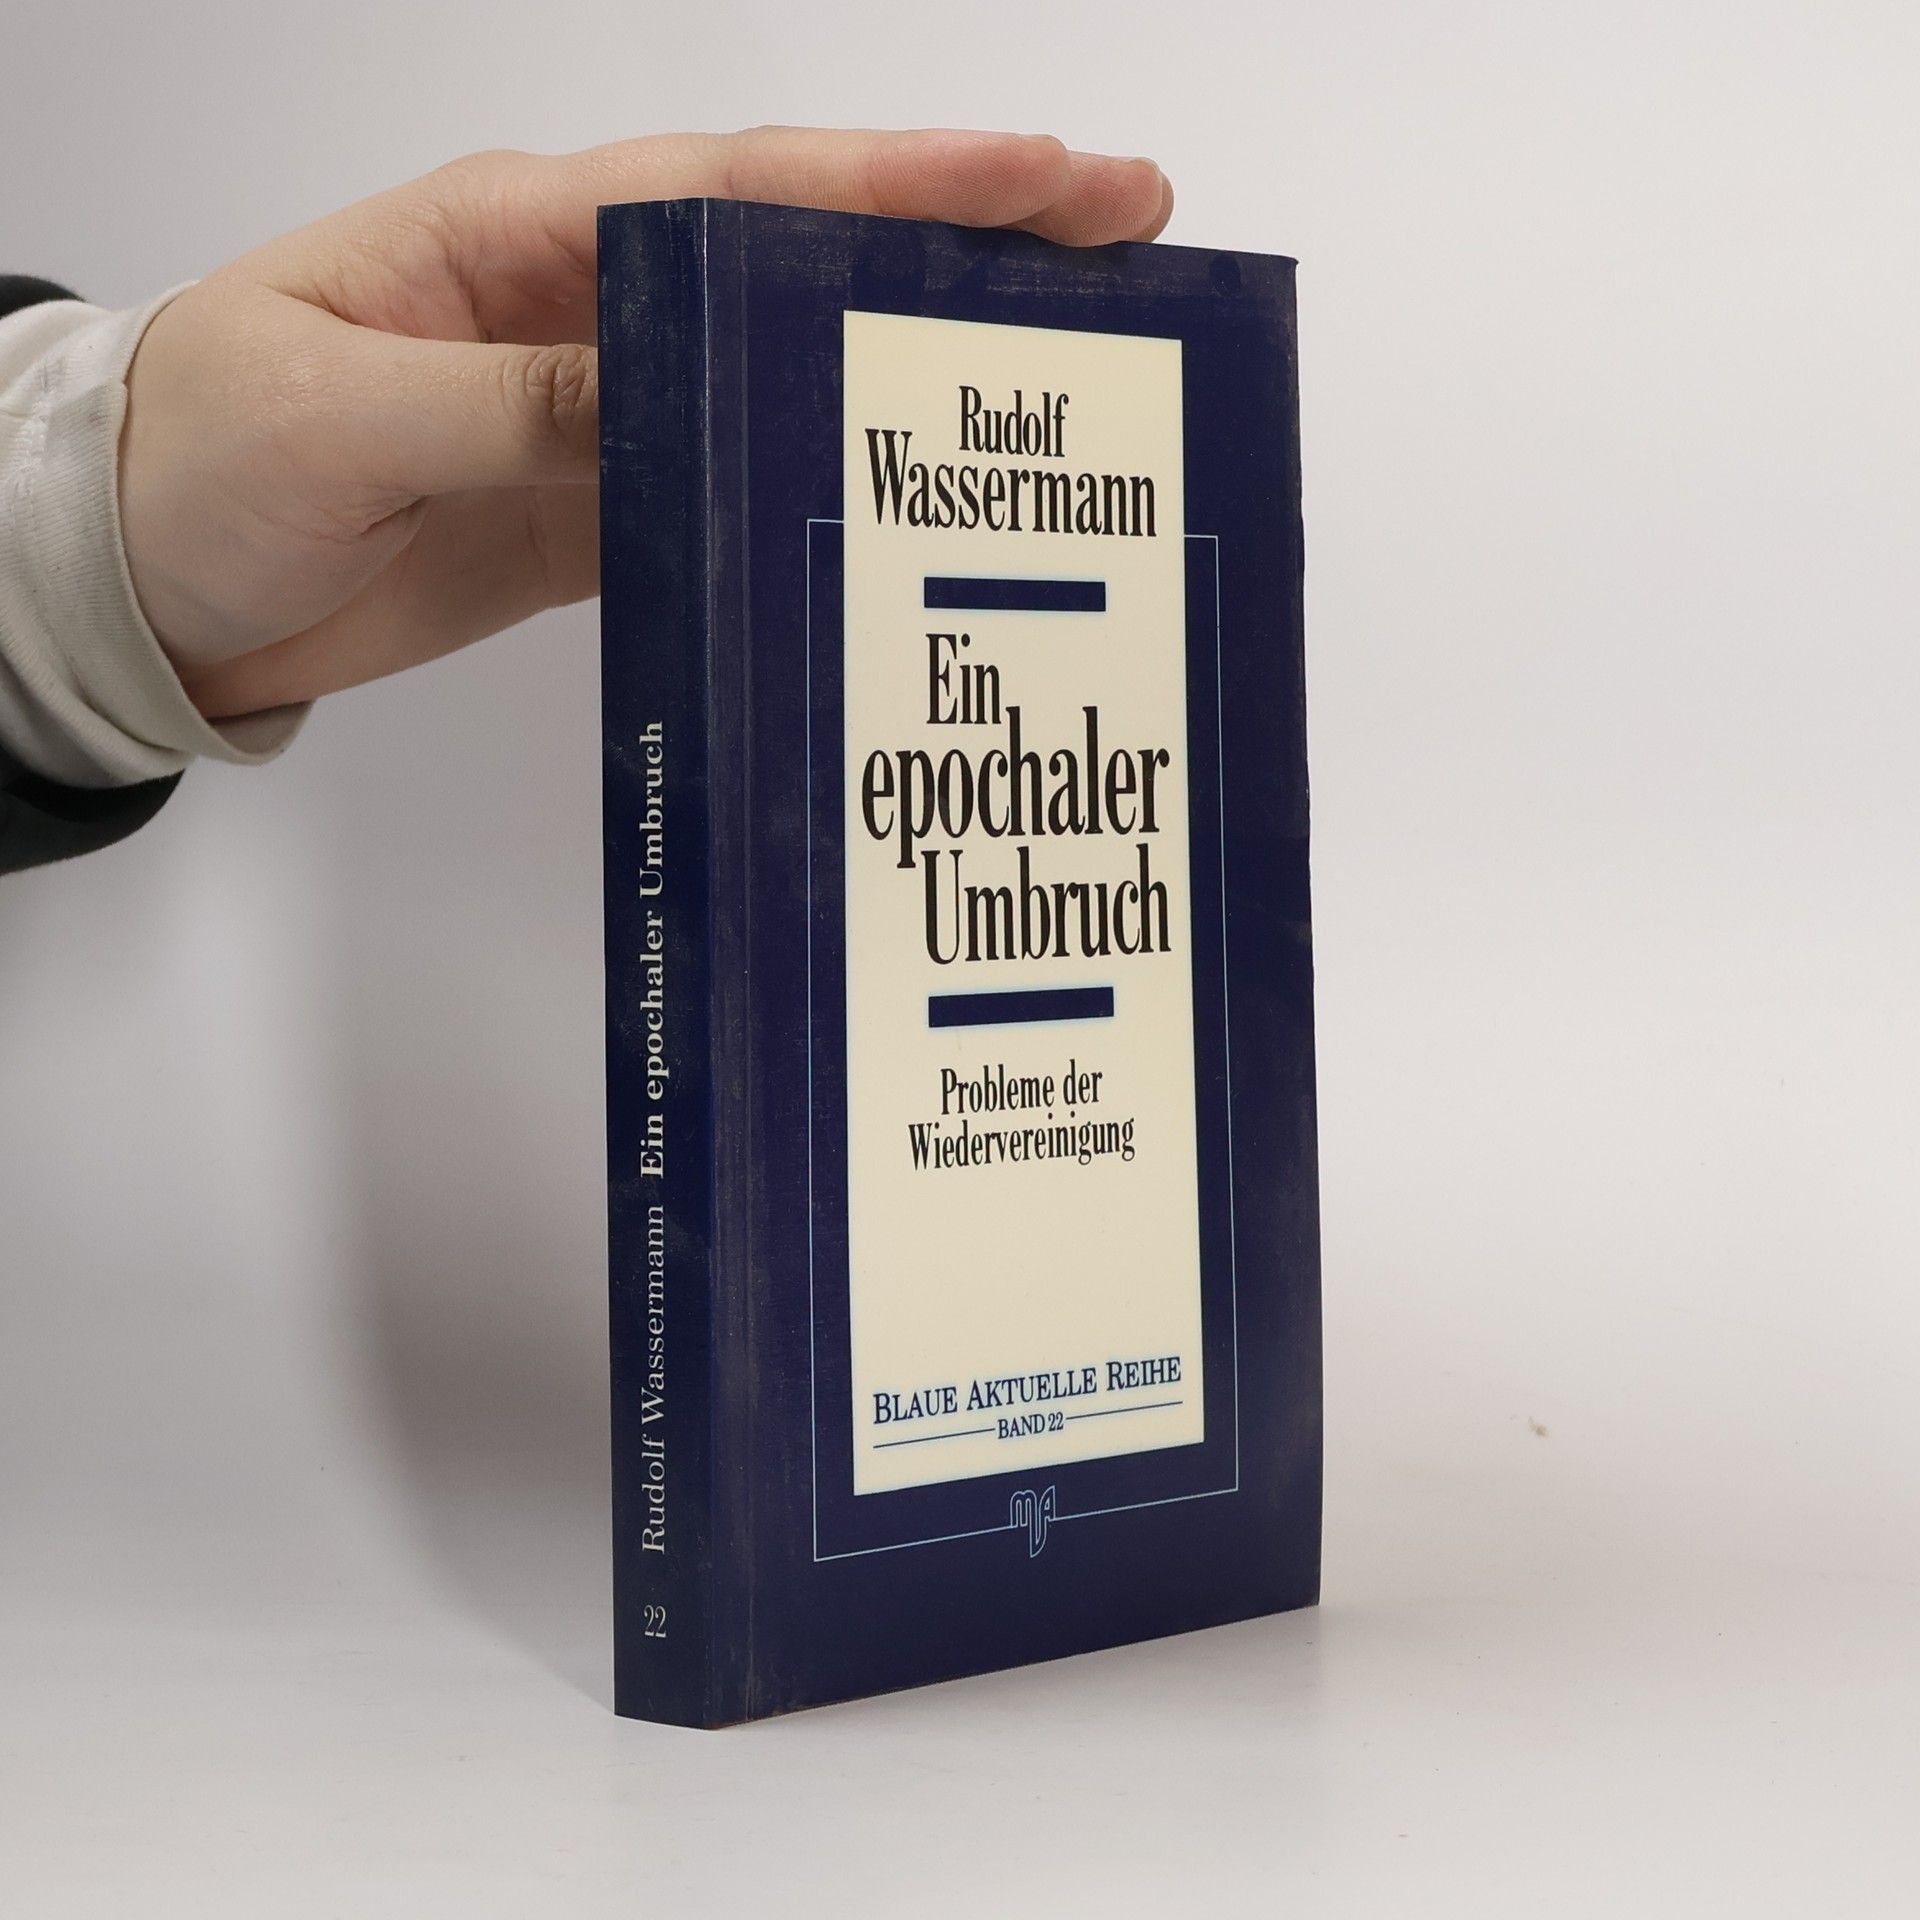 Rudolf
Wassermann
Ein
epochaler
Umbruch
Probleme der
Wiedervereinigung
BLAUE AKTUELLE REIHE
BAND 22
MVA
22 Rudolf Wassermann Ein epochaler Umbruch